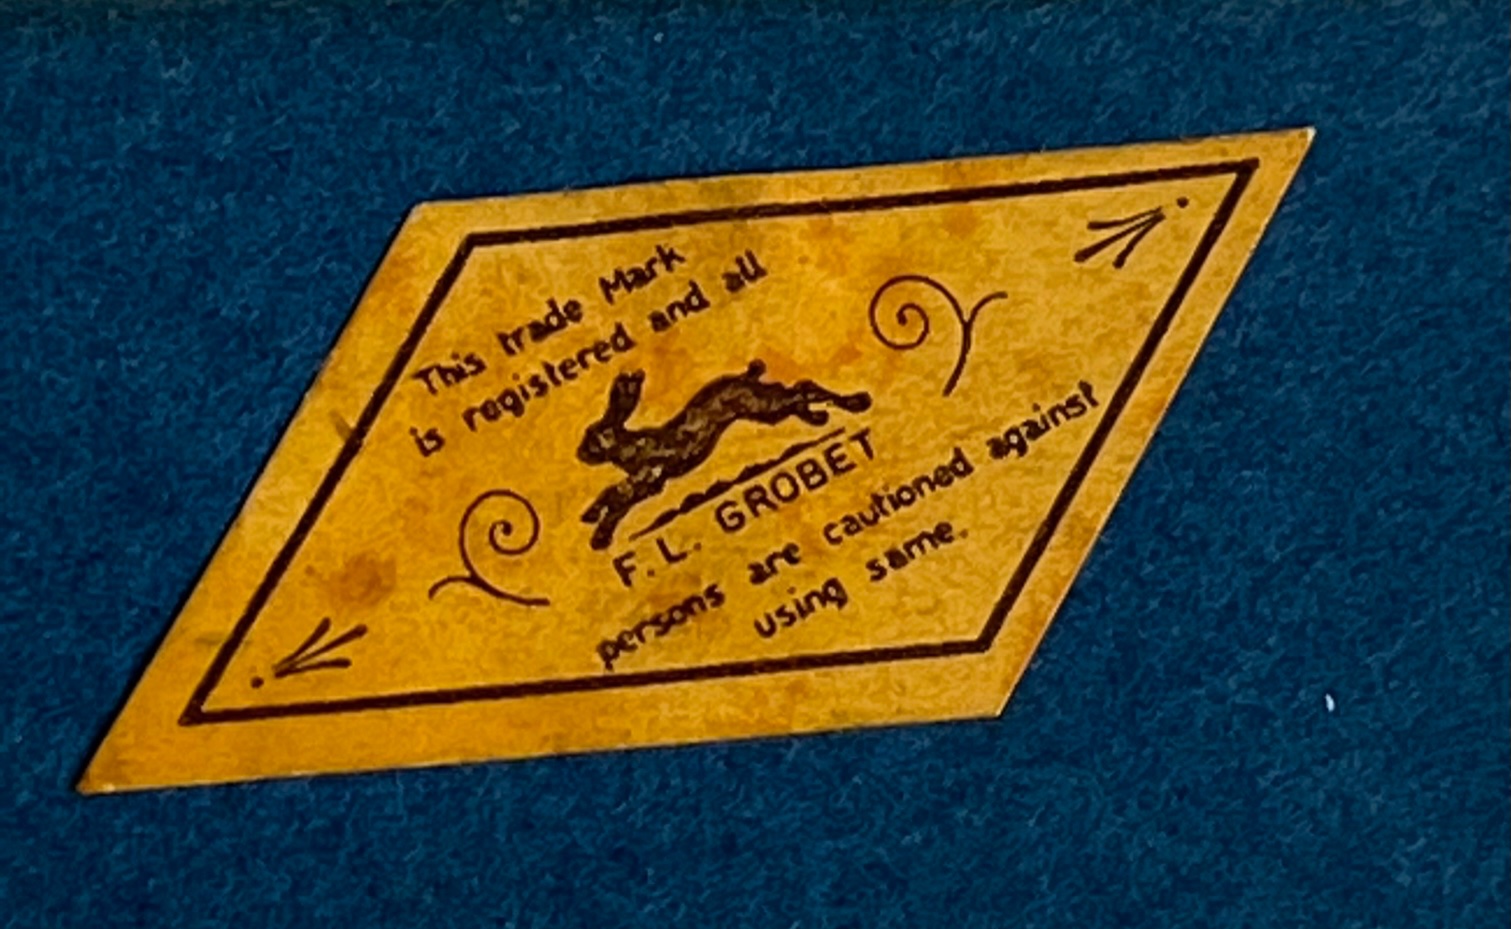 This trade Mark
is registered and all
F. L. GROBET
persons are cautioned against
using same.